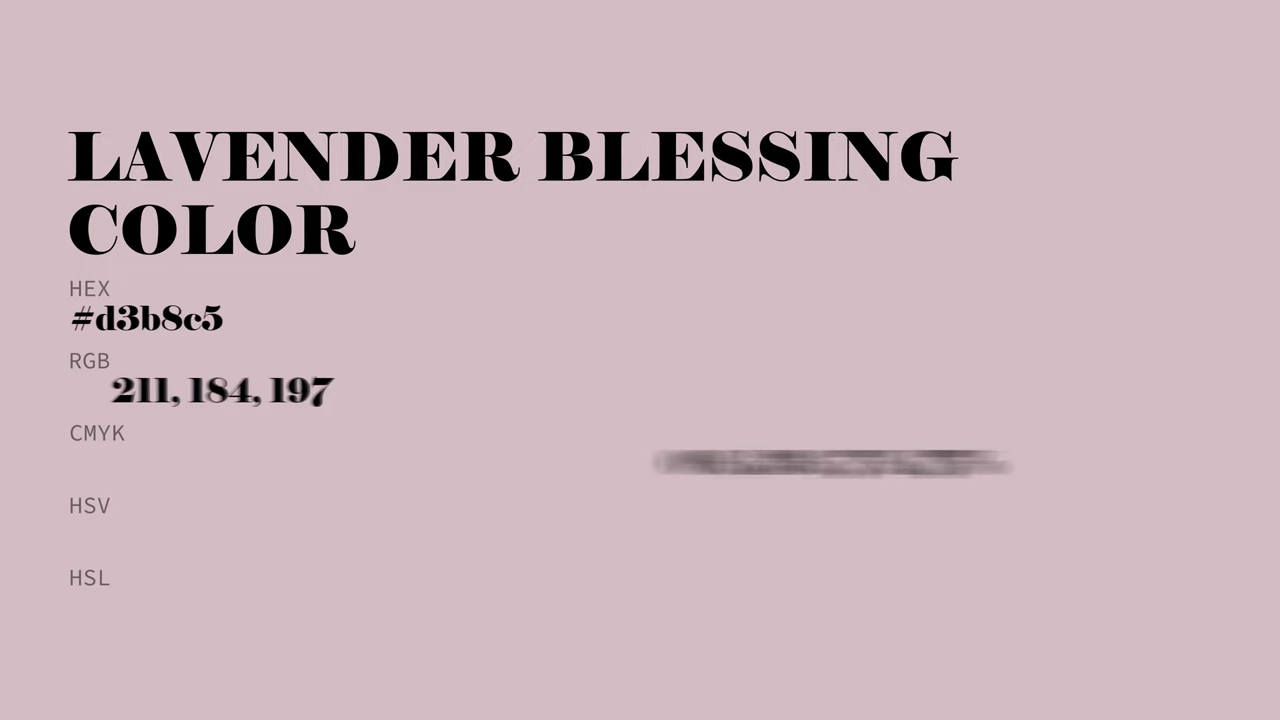 LAVENDER BLESSING
COLOR
HEX
#d3b8c5
RGB
211, 184, 197
CMYK
HSV
HSL